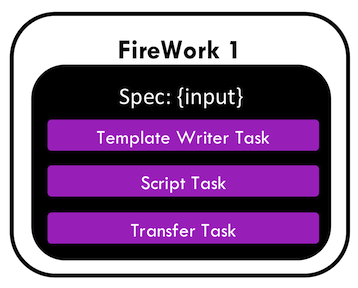 FireWork 1
Spec: {input}
Template Writer Task
Script Task
Transfer Task